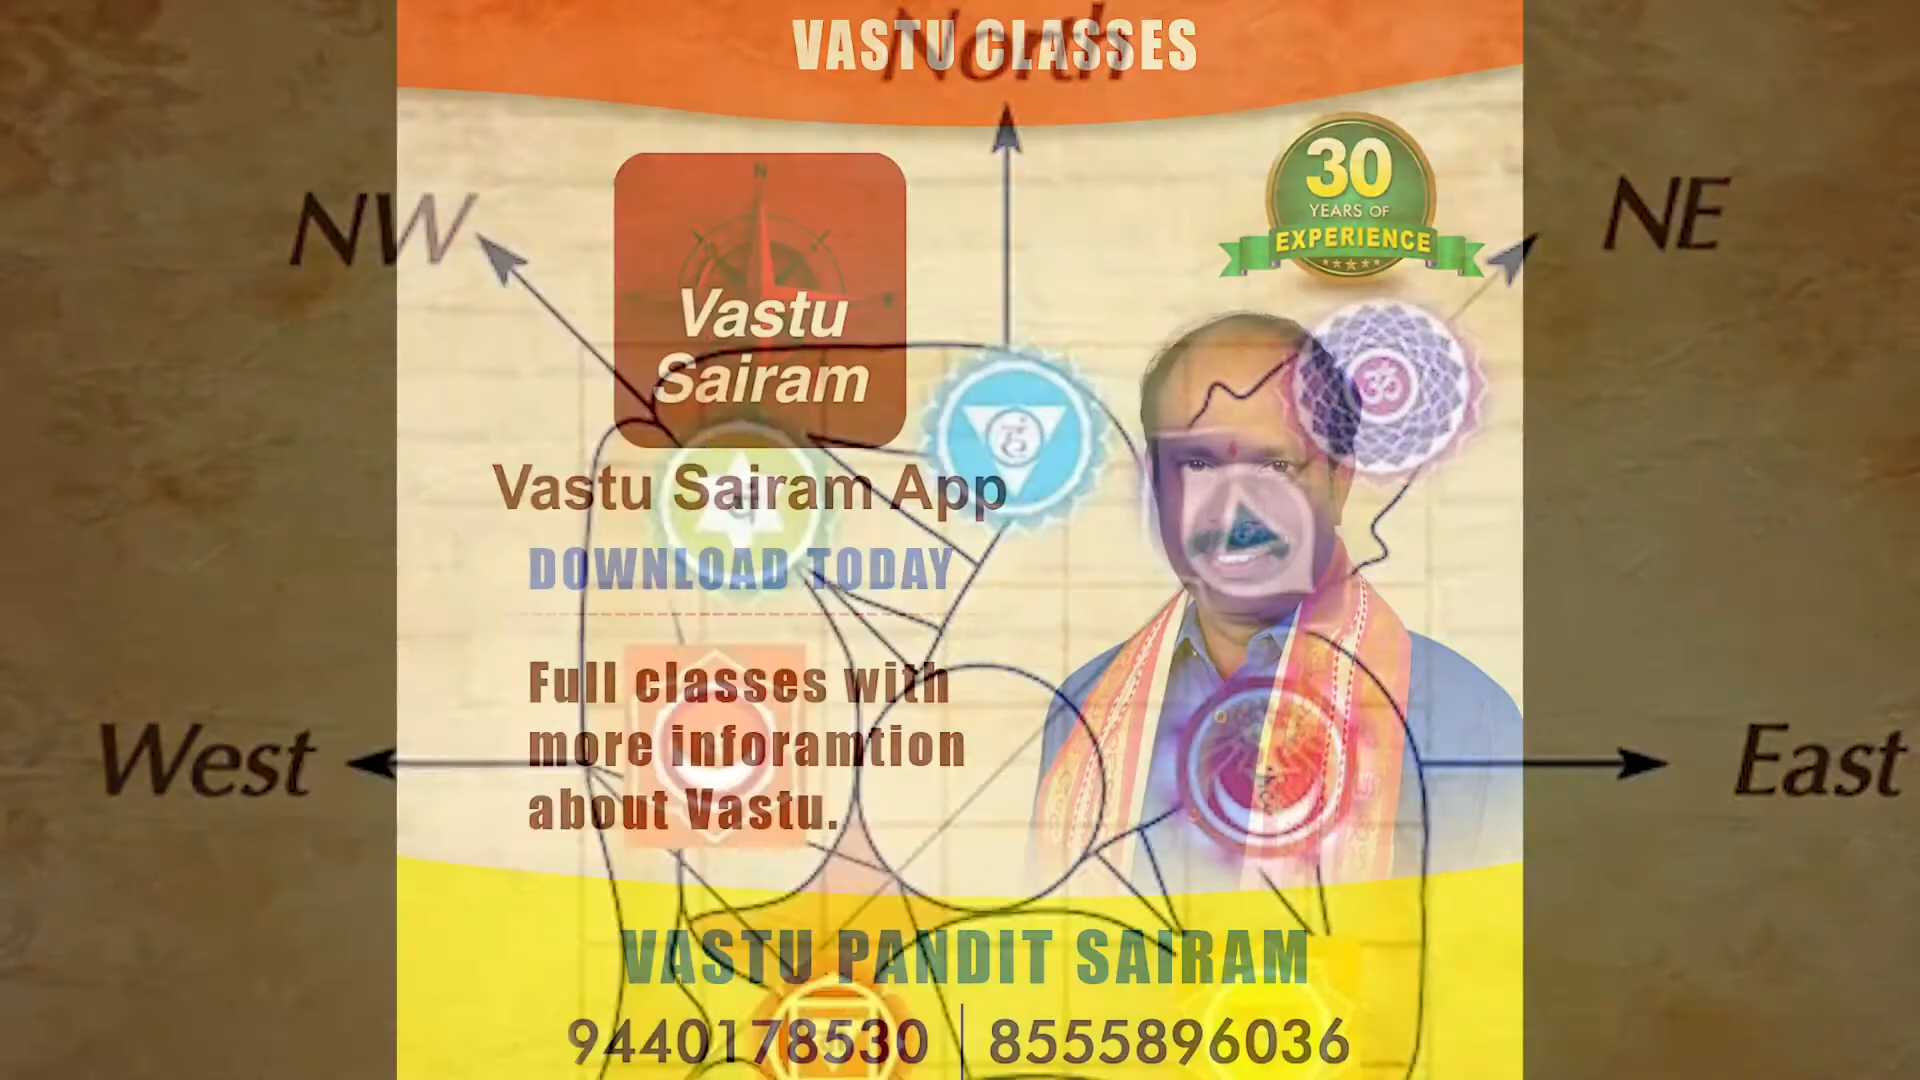 VASTU CLASSES
North
NW
NE
N
Vastu
Sairam
30
YEARS OF
EXPERIENCE
ॐ
हं
Vastu Sairam App
DOWNLOAD TODAY
Full classes with
more inforamtion
about Vastu.
West
East
VASTU PANDIT SAIRAM
9440178530 | 8555896036